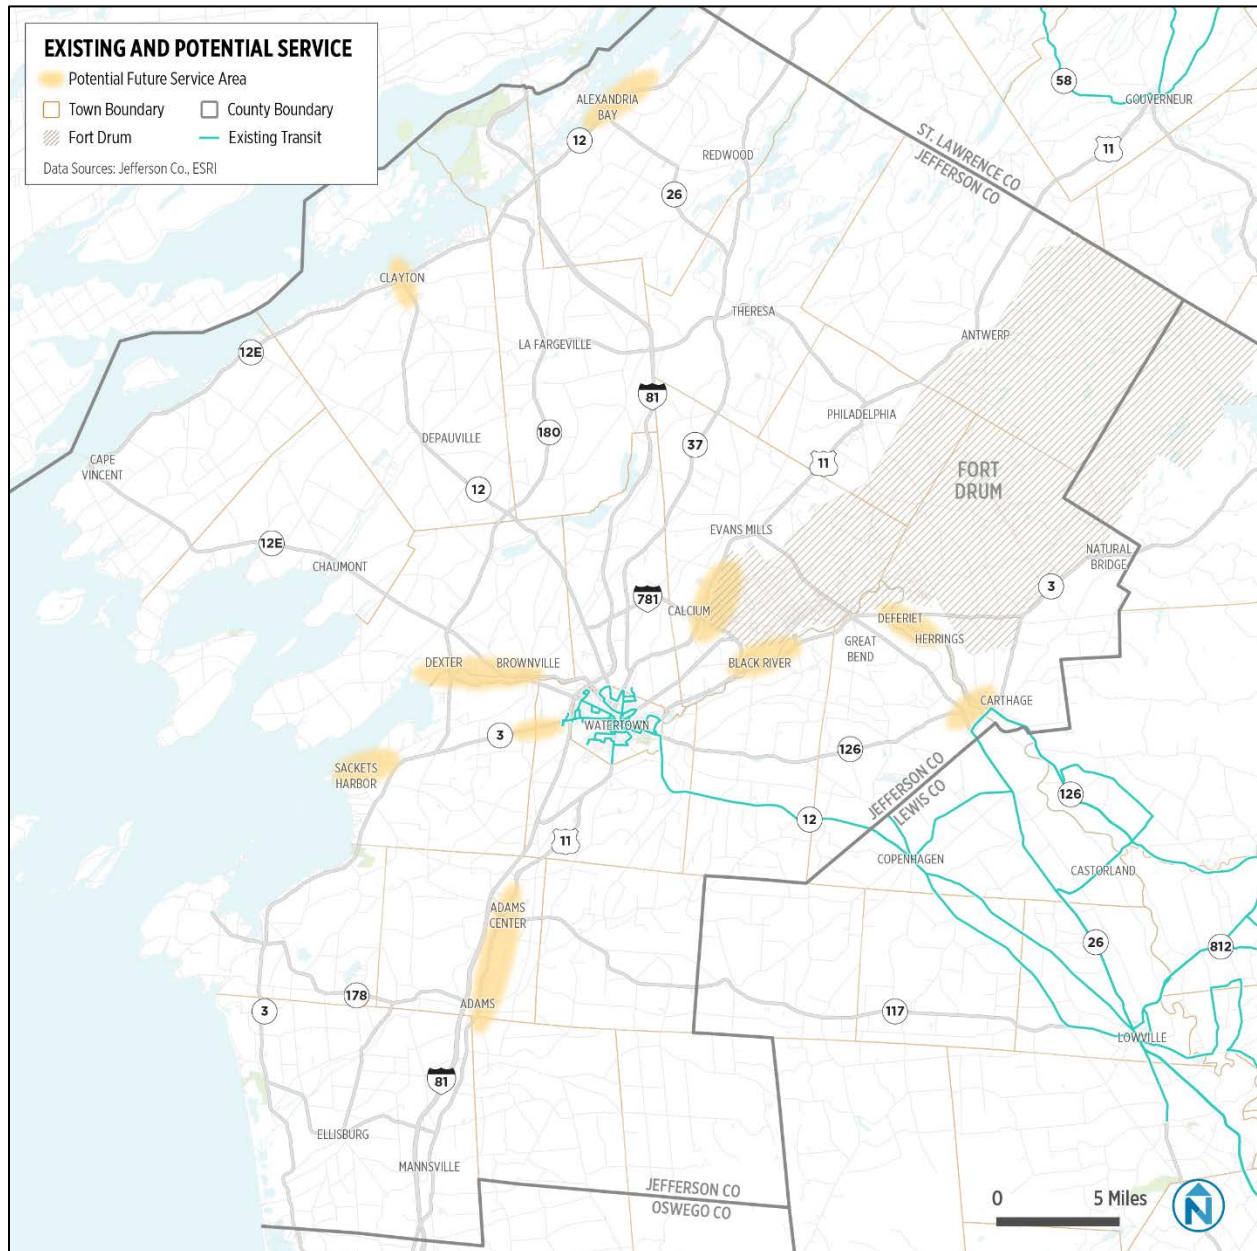 EXISTING AND POTENTIAL SERVICE
Potential Future Service Area
Town Boundary
County Boundary
Fort Drum
Existing Transit
Data Sources: Jefferson Co., ESRI
58
GOUVERNEUR
ALEXANDRIA
BAY
12
ST. LAWRENCE CO
JEFFERSON CO
11
REDWOOD
26
CLAYTON
THERESA
12E
LA FARGEVILLE
ANTWERP
81
PHILADELPHIA
DEPAUVILLE
180
37
11
CAPE
VINCENT
12
FORT
DRUM
EVANS MILLS
12E
CHAUMONT
NATURAL
BRIDGE
3
781
CALCIUM
DEFERIET
HERRINGS
GREAT
BEND
DEXTER
BROWNVILLE
BLACK RIVER
CARTHAGE
WATERTOWN
3
126
SACKETS
HARBOR
JEFFERSON CO
LEWIS CO
126
12
11
COPENHAGEN
CASTORLAND
ADAMS
CENTER
26
812
178
ADAMS
3
117
LOWVILLE
81
ELLISBURG
MANNSVILLE
JEFFERSON CO
OSWEGO CO
0
5 Miles
N